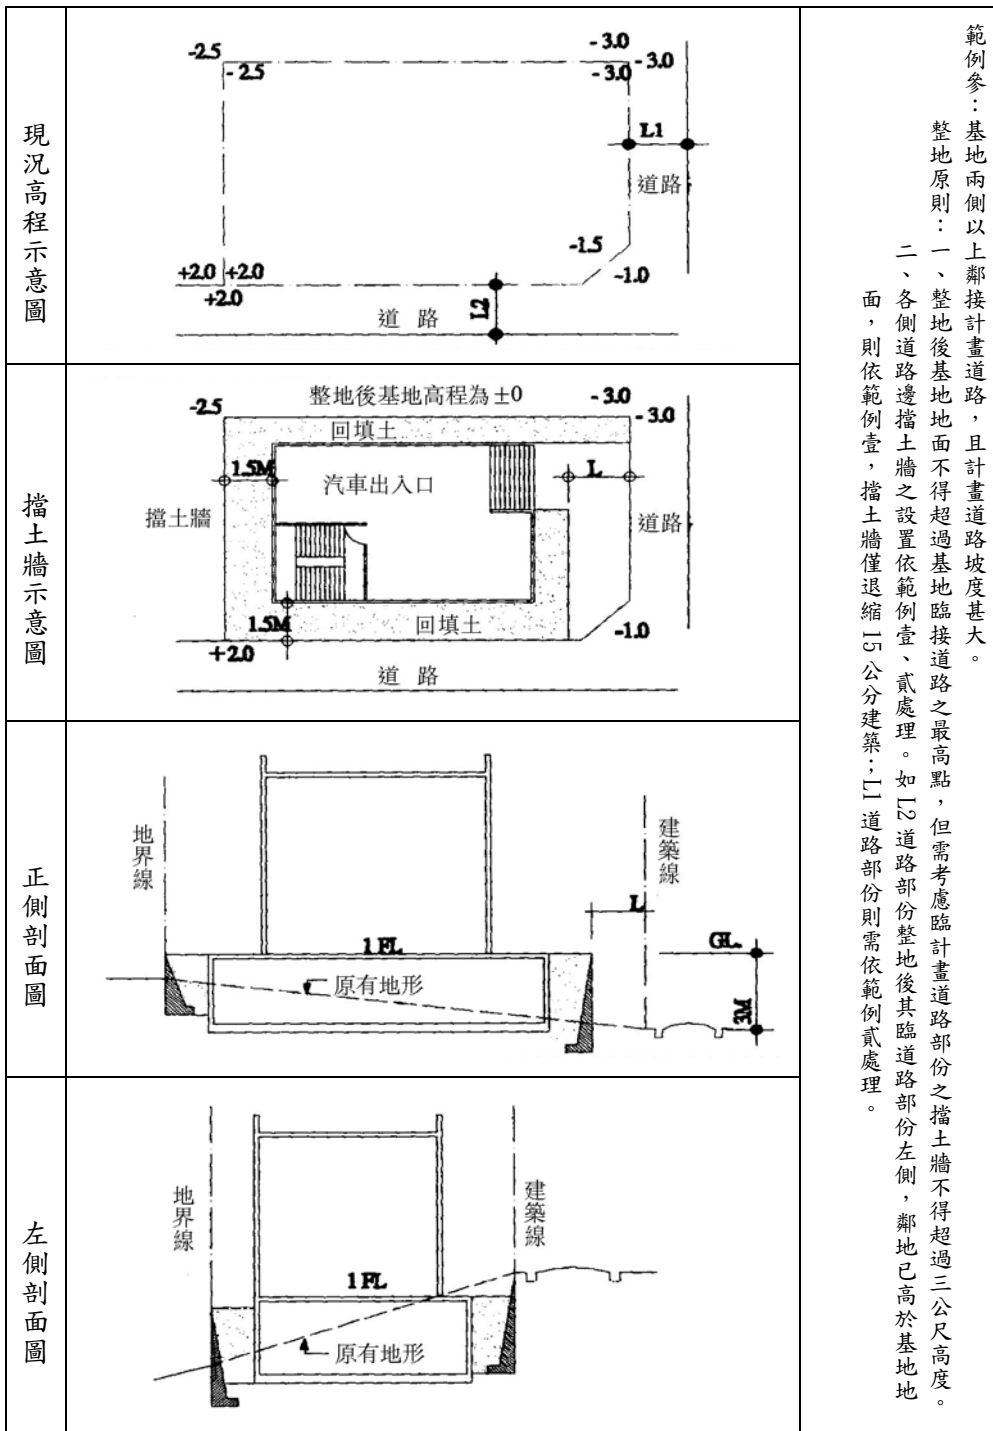 範例參：基地兩側以上鄰接計畫道路，且計畫道路坡度甚大。
整地原則：一、整地後基地地面不得超過基地臨接道路之最高點，但需考慮臨計畫道路部份之擋土牆不得超過三公尺高度。
二、各側道路邊擋土牆之設置依範例壹、貳處理。如L2道路部份整地後其臨道路部份左側，鄰地已高於基地地
面，則依範例壹，擋土牆僅退縮15公分建築；L1道路部份則需依範例貳處理。
現況高程示意圖
-2.5
-2.5
-3.0
-3.0
-3.0
L1
道路
-1.5
-1.0
+2.0
+2.0
+2.0
L2
道路
擋土牆示意圖
整地後基地高程為±0
-2.5
-3.0
-3.0
回填土
1.5M
汽車出入口
L
擋土牆
道路
1.5M
回填土
-1.0
+2.0
道路
正側剖面圖
地界線
建築線
L
1 FL
GL.
原有地形
3M
左側剖面圖
地界線
建築線
1 FL
原有地形